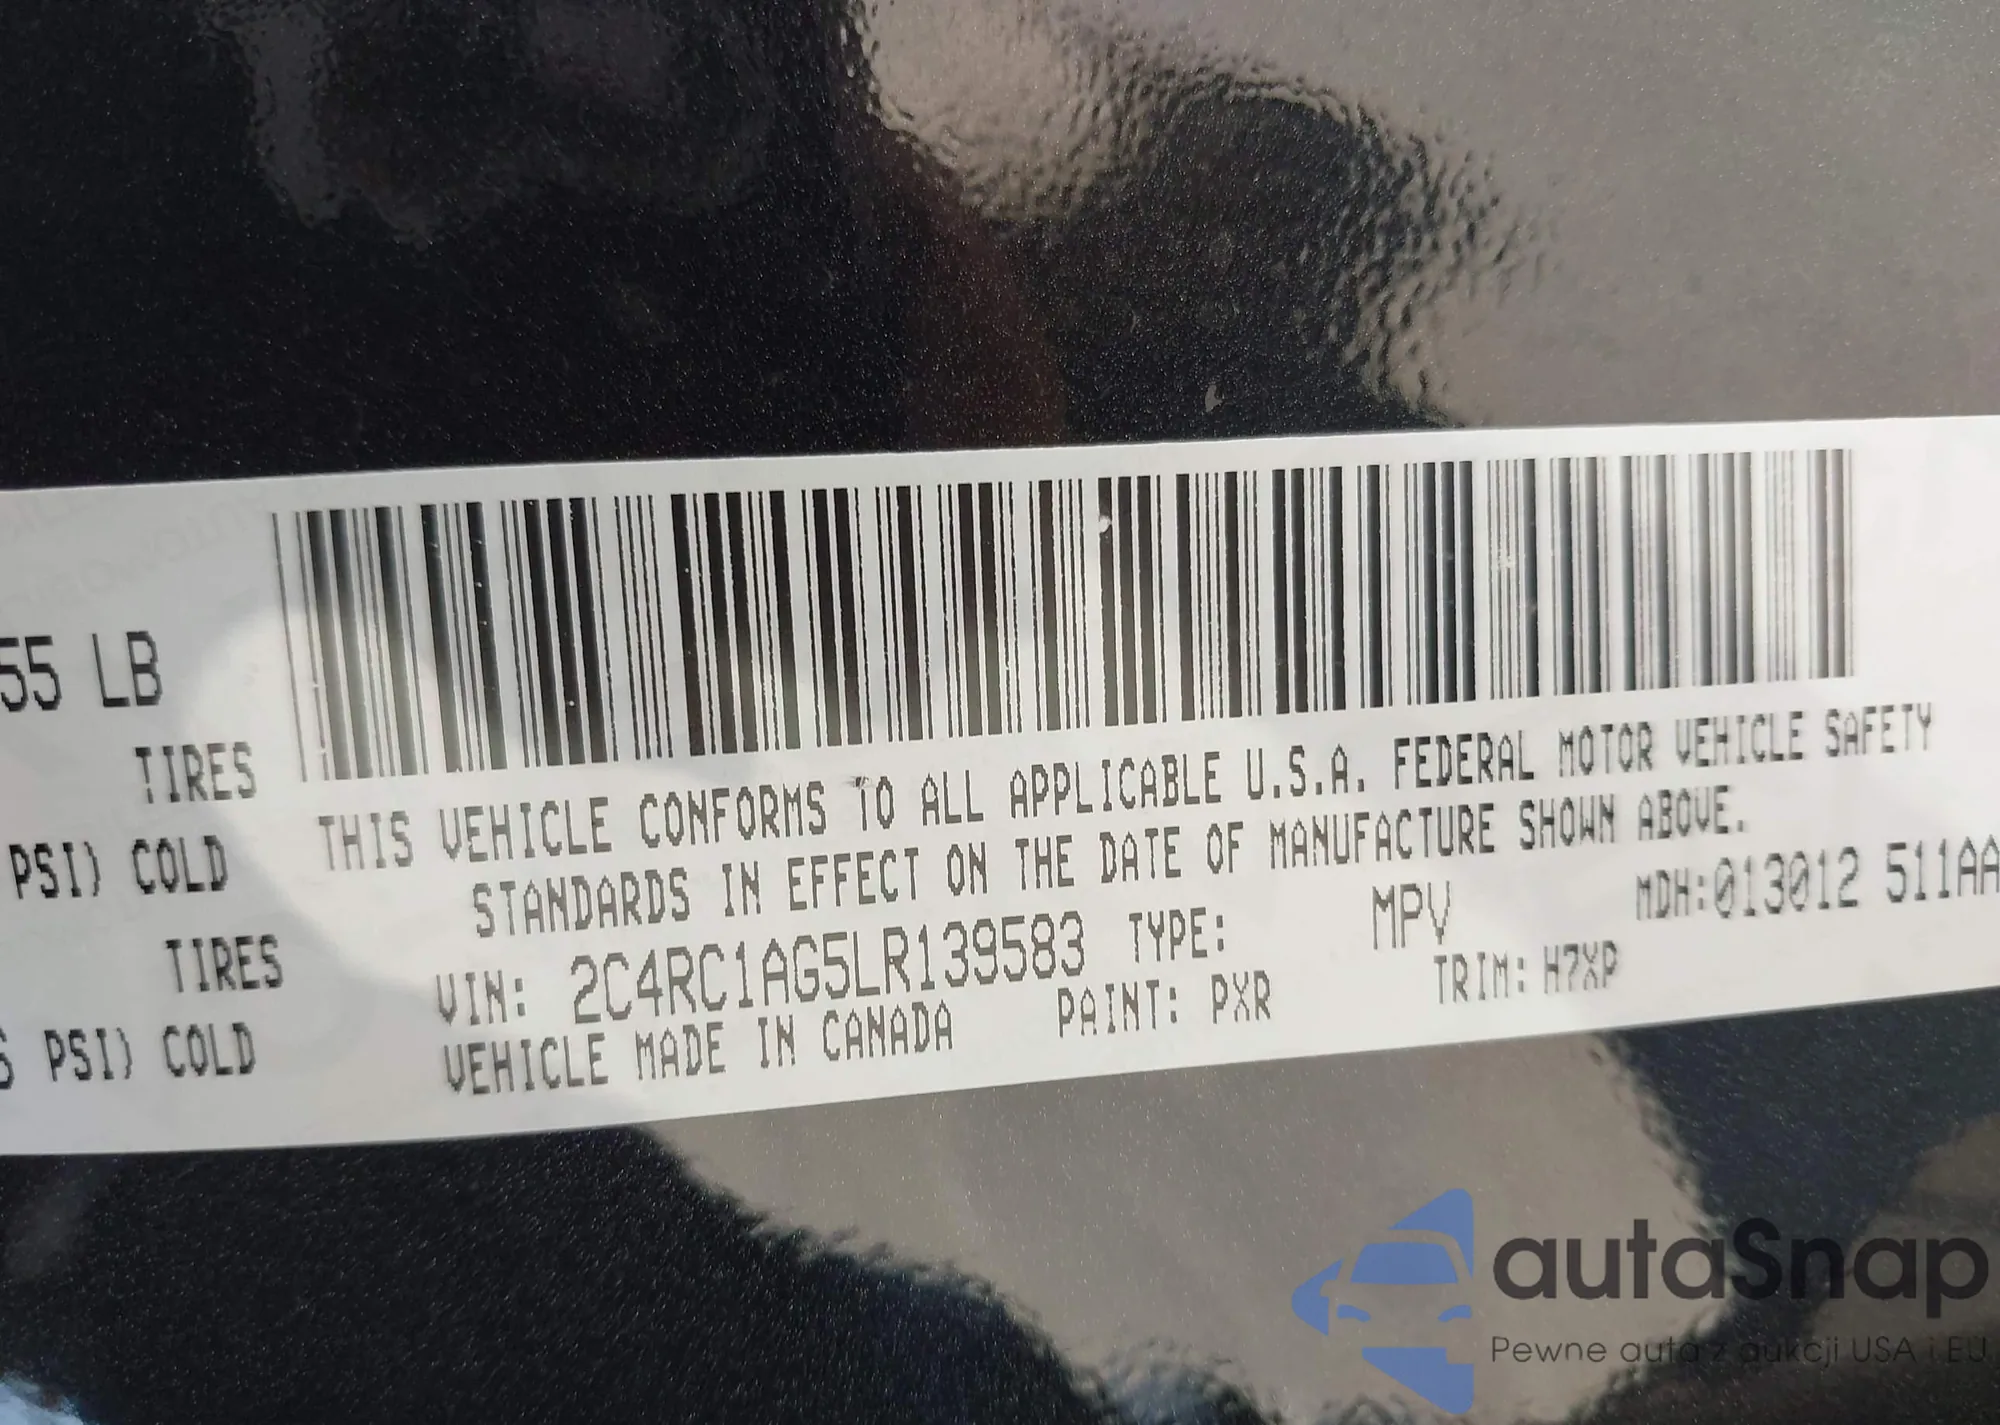 55 LB
TIRES
PSI) COLD
TIRES
PSI) COLD
THIS VEHICLE CONFORMS TO ALL APPLICABLE U.S.A. FEDERAL MOTOR VEHICLE SAFETY
STANDARDS IN EFFECT ON THE DATE OF MANUFACTURE SHOWN ABOVE.
MDH:013012 511AA
VIN: 2C4RC1AG5LR139583 TYPE: MPV
VEHICLE MADE IN CANADA PAINT: PXR TRIM: H7XP
autaSnap
Pewne auta z aukcji USA i EU